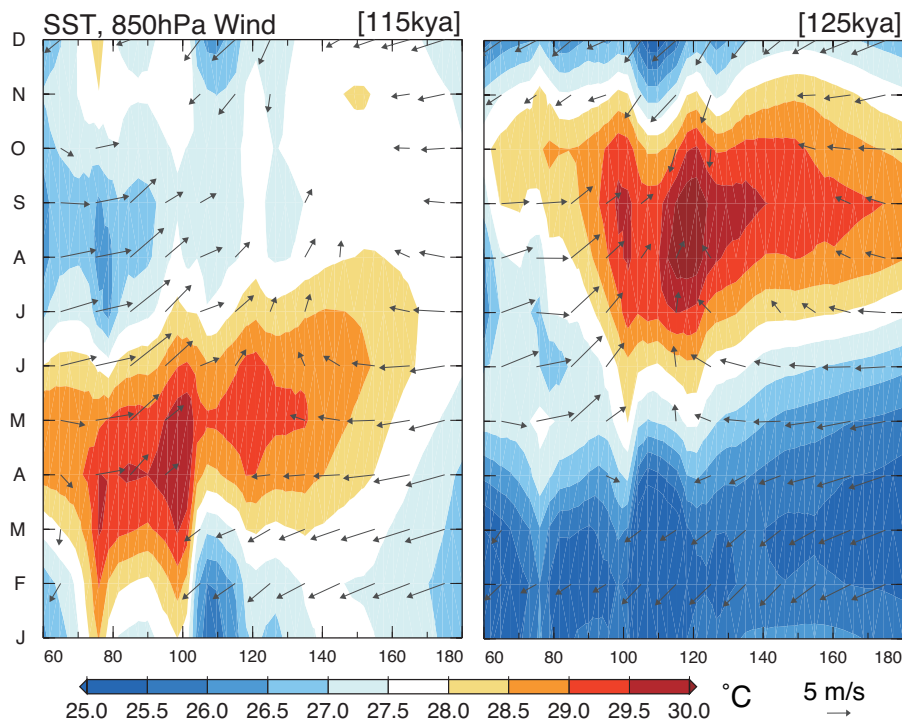 SST, 850hPa Wind [115kya] [125kya]
D
N
O
S
A
J
J
M
A
M
F
J
60 80 100 120 140 160 180 60 80 100 120 140 160 180
25.0 25.5 26.0 26.5 27.0 27.5 28.0 28.5 29.0 29.5 30.0 °C 5 m/s